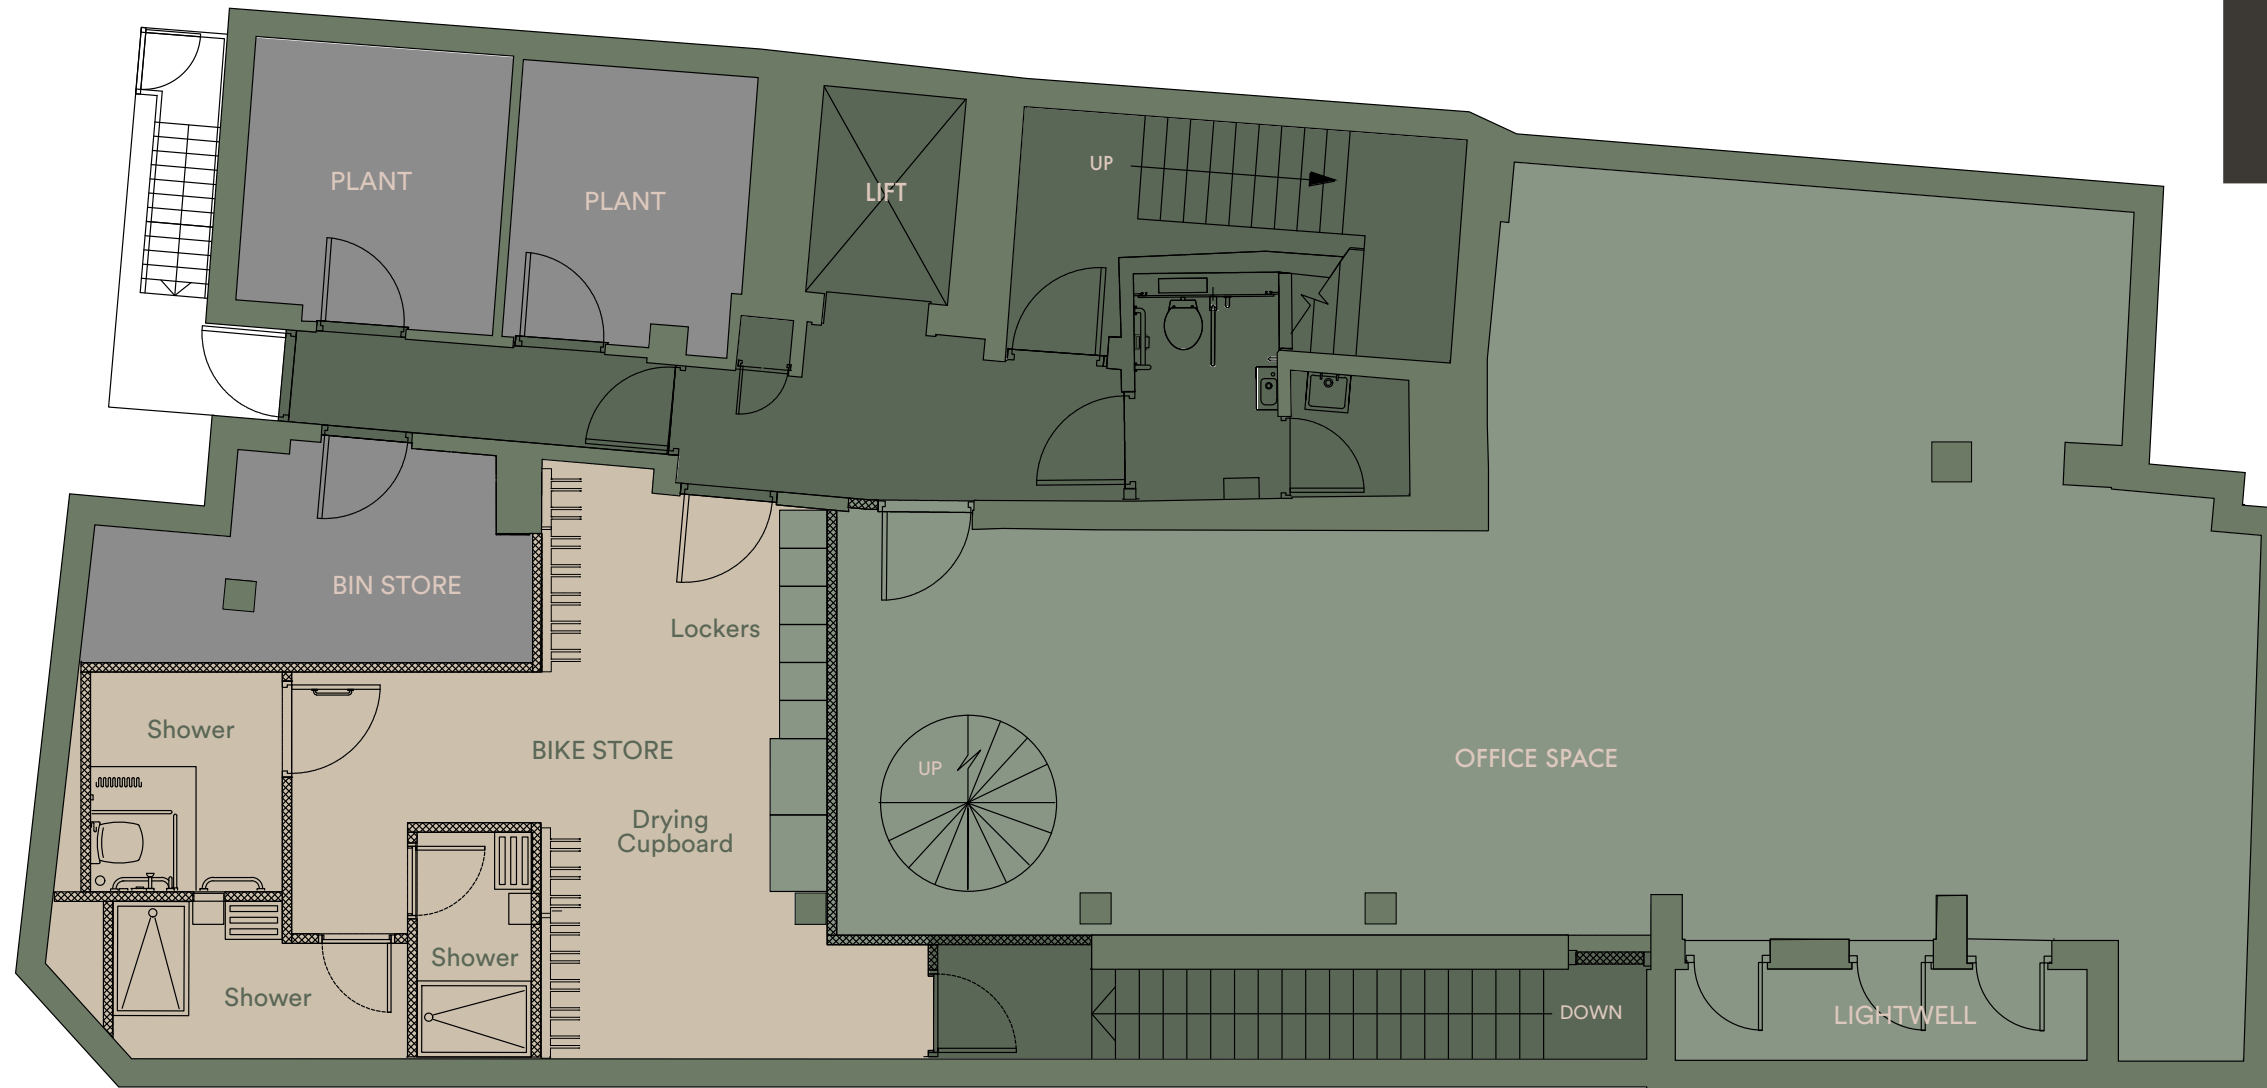 PLANT
PLANT
LIFT
UP
BIN STORE
Lockers
Shower
BIKE STORE
UP
OFFICE SPACE
Drying
Cupboard
Shower
Shower
DOWN
LIGHTWELL